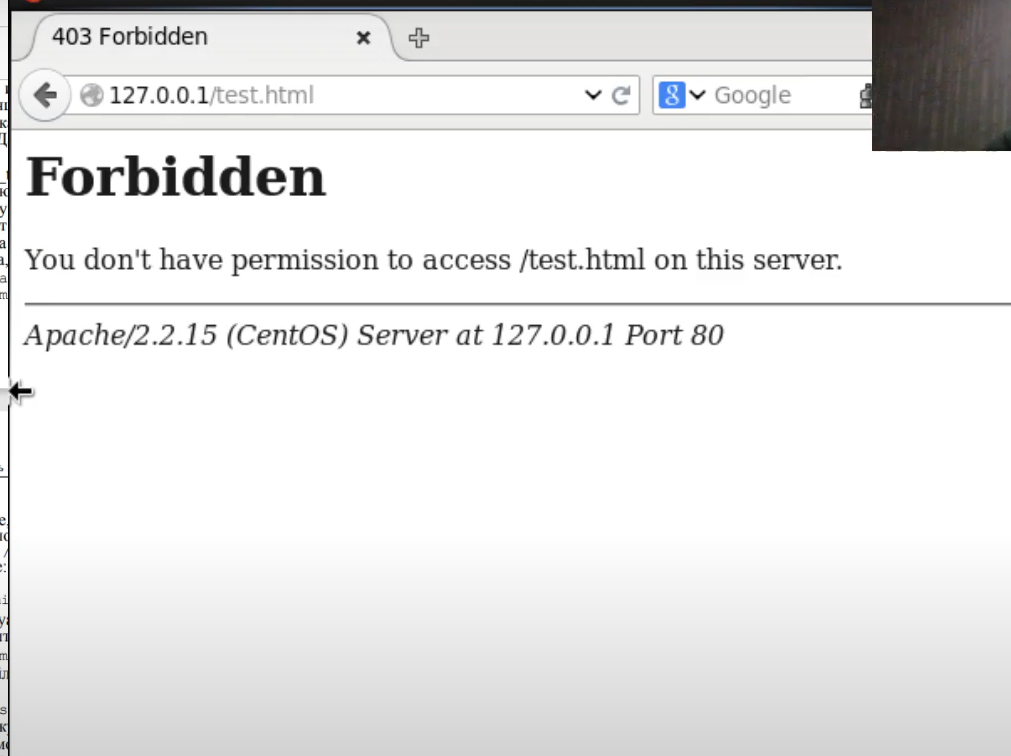 403 Forbidden
127.0.0.1/test.html
Google
Forbidden
You don't have permission to access /test.html on this server.
Apache/2.2.15 (CentOS) Server at 127.0.0.1 Port 80